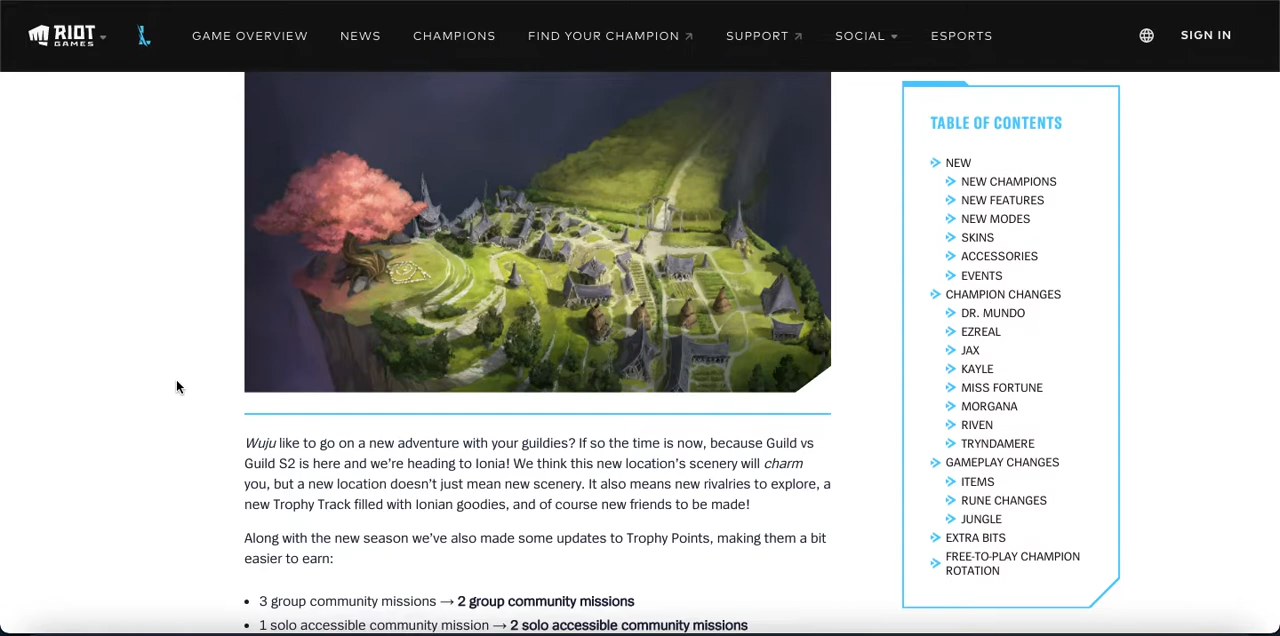 RIOT GAMES
GAME OVERVIEW NEWS CHAMPIONS FIND YOUR CHAMPION SUPPORT SOCIAL ESPORTS SIGN IN
Wuju like to go on a new adventure with your guildies? If so the time is now, because Guild vs
Guild S2 is here and we’re heading to Ionia! We think this new location’s scenery will charm
you, but a new location doesn’t just mean new scenery. It also means new rivalries to explore, a
new Trophy Track filled with Ionian goodies, and of course new friends to be made!
Along with the new season we’ve also made some updates to Trophy Points, making them a bit
easier to earn:
• 3 group community missions → 2 group community missions
• 1 solo accessible community mission → 2 solo accessible community missions
TABLE OF CONTENTS
NEW
NEW CHAMPIONS
NEW FEATURES
NEW MODES
SKINS
ACCESSORIES
EVENTS
CHAMPION CHANGES
DR. MUNDO
EZREAL
JAX
KAYLE
MISS FORTUNE
MORGANA
RIVEN
TRYNDAMERE
GAMEPLAY CHANGES
ITEMS
RUNE CHANGES
JUNGLE
EXTRA BITS
FREE-TO-PLAY CHAMPION
ROTATION